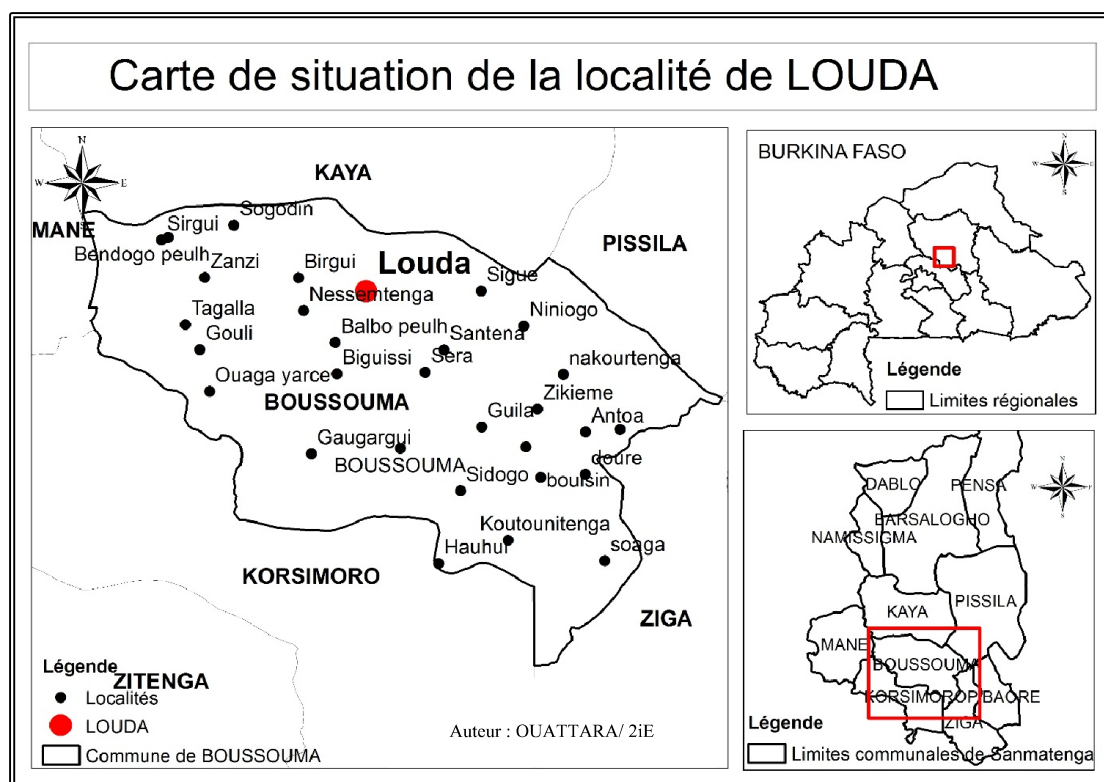 Carte de situation de la localité de LOUDA
N
W E
S
KAYA
MANE
PISSILA
Sogodin
Sirgui
Bendogo peulh
Zanzi
Birgui
Louda
Sigue
Nessemtenga
Niniogo
Tagalla
Gouli
Balbo peulh
Santena
Biguissi
Sera
nakourtenga
Ouaga yarce
BOUSSOUMA
Zikieme
Guila
Antoa
Gaugargui
BOUSSOUMA
doure
Sidogo
bouisin
Koutounitenga
Hauhui
soaga
KORSIMORO
ZIGA
ZITENGA
Légende
Localités
LOUDA
Commune de BOUSSOUMA
Auteur : OUATTARA/ 2iE
BURKINA FASO
N
W E
S
Légende
Limites régionales
N
W E
S
DABLO
PENSA
BARSALOGHO
NAMISSIGMA
PISSILA
KAYA
MANE
BOUSSOUMA
KORSIMORO
P/BAORE
ZIGA
Légende
Limites communales de Sanmatenga